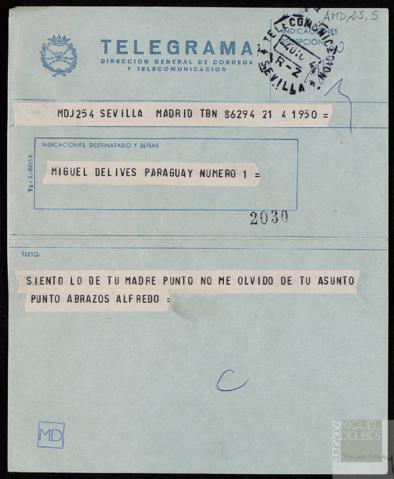 AMD, 25, 5
TELEGRAMA
DIRECCION GENERAL DE CORREOS
Y TELECOMUNICACION
INDICACIONES
TELECOMUNICACION
R-Z
SEVILLA
MDJ254 SEVILLA MADRID TBN 86294 21 4 1950 =
INDICACIONES. DESTINATARIO Y SEÑAS
MIGUEL DELIVES PARAGUAY NUMERO 1 =
2030
TEXTO:
SIENTO LO DE TU MADRE PUNTO NO ME OLVIDO DE TU ASUNTO
PUNTO ABRAZOS ALFREDO =
C
MD
MIGUEL
DELIBES